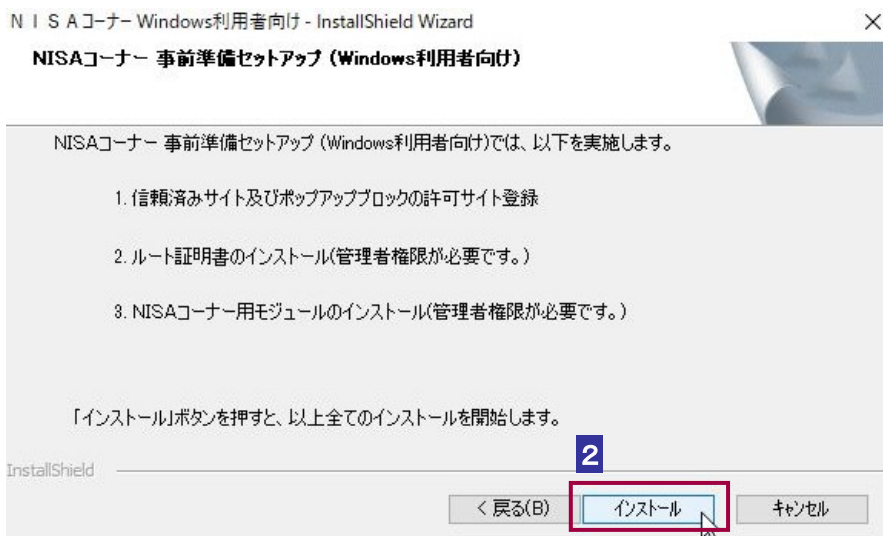 ＮＩＳＡコーナー Windows利用者向け - InstallShield Wizard
NISAコーナー 事前準備セットアップ (Windows利用者向け)
NISAコーナー 事前準備セットアップ (Windows利用者向け)では、以下を実施します。
1. 信頼済みサイト及びポップアップブロックの許可サイト登録
2. ルート証明書のインストール(管理者権限が必要です。)
3. NISAコーナー用モジュールのインストール(管理者権限が必要です。)
「インストール」ボタンを押すと、以上全てのインストールを開始します。
2
InstallShield
< 戻る(B) インストール キャンセル